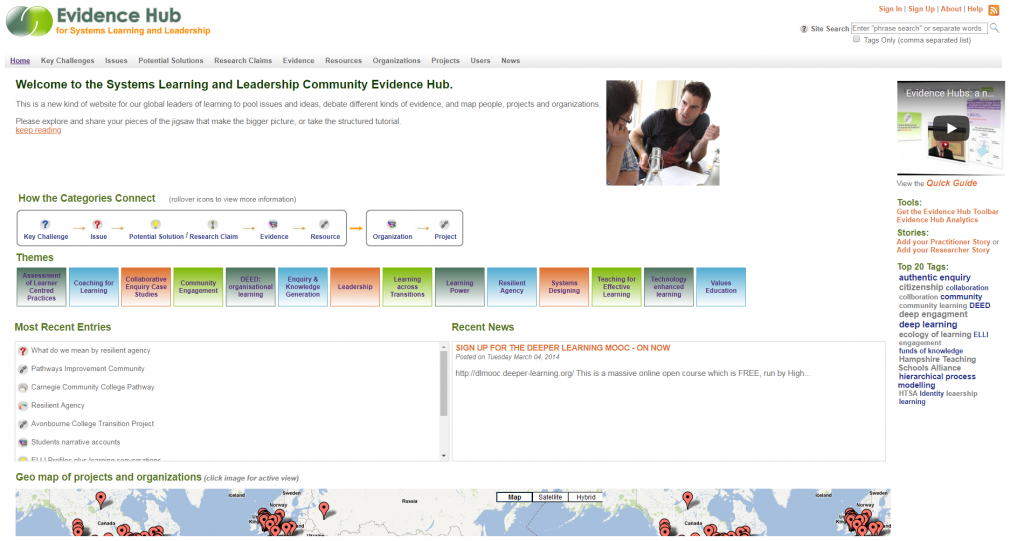 Evidence Hub
for Systems Learning and Leadership
Sign In | Sign Up | About | Help
Site Search Enter "phrase search" or separate words
Tags Only (comma separated list)
Home Key Challenges Issues Potential Solutions Research Claims Evidence Resources Organizations Projects Users News
Welcome to the Systems Learning and Leadership Community Evidence Hub.
This is a new kind of website for our global leaders of learning to pool issues and ideas, debate different kinds of evidence, and map people, projects and organizations.
Please explore and share your pieces of the jigsaw that make the bigger picture, or take the structured tutorial.
keep reading
Evidence Hubs: a n...
View the Quick Guide
How the Categories Connect (rollover icons to view more information)
Key Challenge Issue Potential Solution / Research Claim Evidence Resource Organization Project
Themes
Assessment of Learner Centred Practices
Coaching for Learning
Collaborative Enquiry Case Studies
Community Engagement
DEED: organisational learning
Enquiry & Knowledge Generation
Leadership
Learning across Transitions
Learning Power
Resilient Agency
Systems Designing
Teaching for Effective Learning
Technology enhanced learning
Values Education
Tools:
Get the Evidence Hub Toolbar
Evidence Hub Analytics
Stories:
Add your Practitioner Story or
Add your Researcher Story
Top 20 Tags:
authentic enquiry
citizenship collaboration
collboration community
community learning DEED
deep engagment
deep learning
ecology of learning ELLI
engagement
funds of knowledge
Hampshire Teaching
Schools Alliance
hierarchical process
modelling
HTSA Identity leaership
learning
Most Recent Entries
What do we mean by resilient agency
Pathways Improvement Community
Carnegie Community College Pathway
Resilient Agency
Avonbourne College Transition Project
Students narrative accounts
ELLI Profiles plus learning conversations
Recent News
SIGN UP FOR THE DEEPER LEARNING MOOC - ON NOW
Posted on Tuesday March 04, 2014
http://dlmooc.deeper-learning.org/ This is a massive online open course which is FREE, run by High...
Geo map of projects and organizations (click image for active view)
Map Satellite Hybrid
Iceland Sweden Norway Russia Canada Ukraine
Iceland Sweden Norway Canada